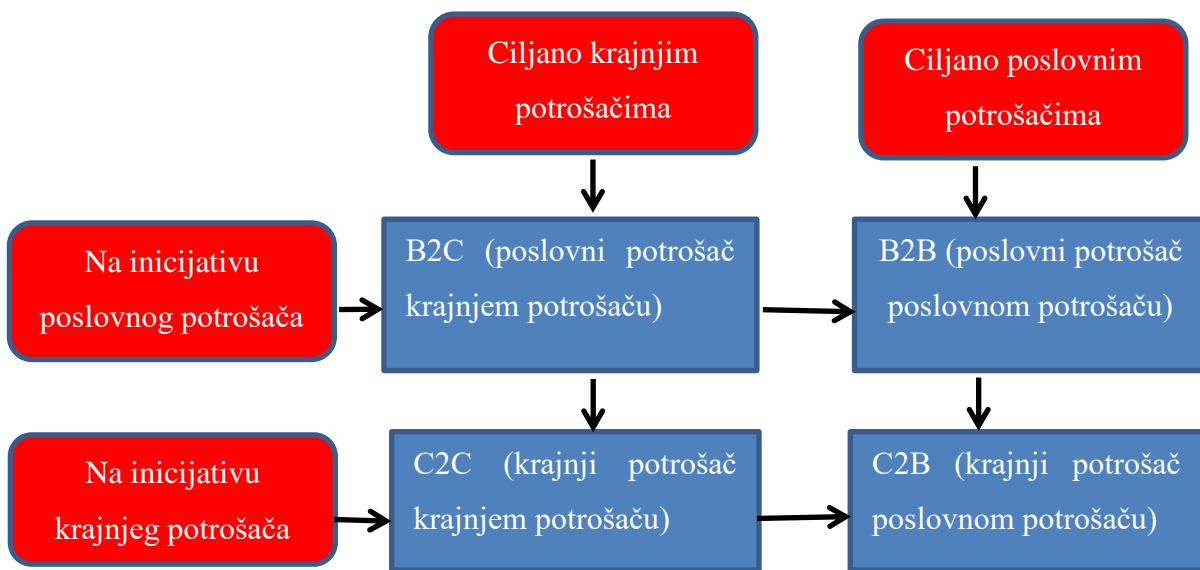 Ciljano krajnjim
potrošačima
Ciljano poslovnim
potrošačima
Na inicijativu
poslovnog potrošača
B2C (poslovni potrošač
krajnjem potrošaču)
B2B (poslovni potrošač
poslovnom potrošaču)
Na inicijativu
krajnjeg potrošača
C2C (krajnji potrošač
krajnjem potrošaču)
C2B (krajnji potrošač
poslovnom potrošaču)